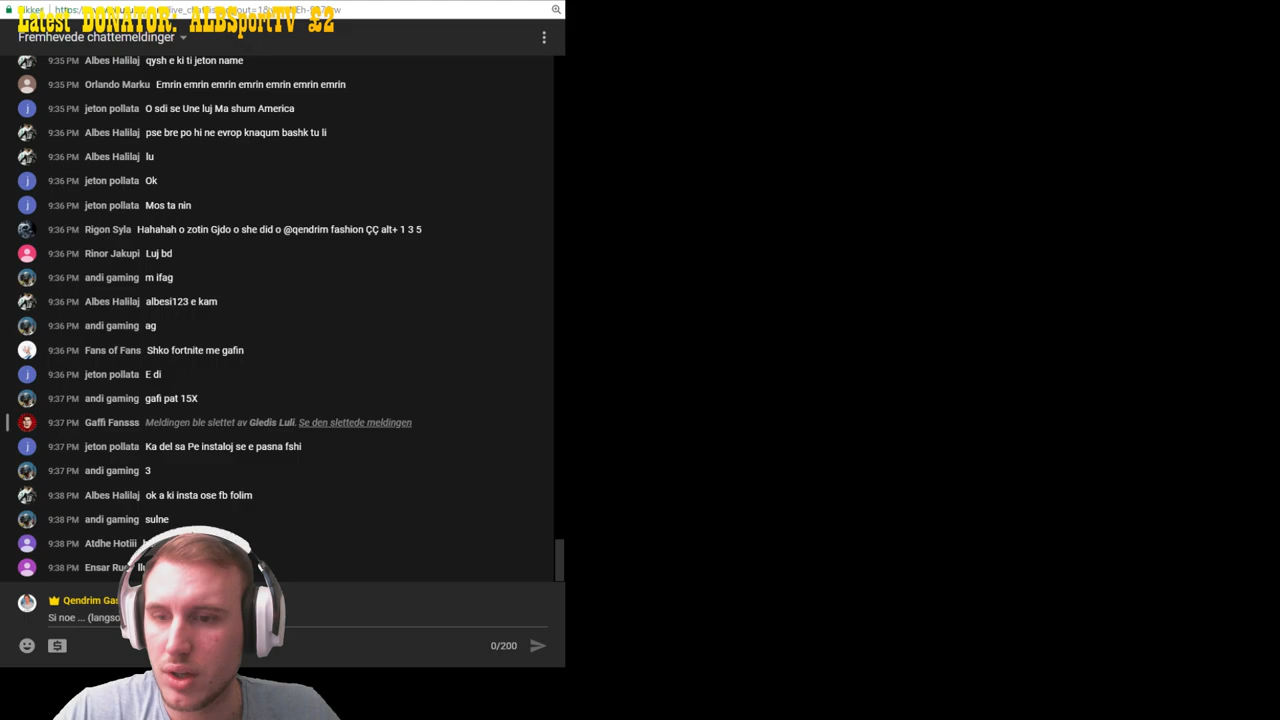 Latest DONATOR: ALBSportTV £2
Fremhevede chattemeldinger
9:35 PM Albes Halilaj qysh e ki ti jeton name
9:35 PM Orlando Marku Emrin emrin emrin emrin emrin emrin emrin
9:35 PM jeton pollata O sdi se Une luj Ma shum America
9:36 PM Albes Halilaj pse bre po hi ne evrop knaqum bashk tu li
9:36 PM Albes Halilaj lu
9:36 PM jeton pollata Ok
9:36 PM jeton pollata Mos ta nin
9:36 PM Rigon Syla Hahahah o zotin Gjdo o she did o @qendrim fashion ÇÇ alt+ 1 3 5
9:36 PM Rinor Jakupi Luj bd
9:36 PM andi gaming m ifag
9:36 PM Albes Halilaj albesi123 e kam
9:36 PM andi gaming ag
9:36 PM Fans of Fans Shko fortnite me gafin
9:36 PM jeton pollata E di
9:37 PM andi gaming gafi pat 15X
9:37 PM Gaffi Fansss Meldingen ble slettet av Gledis Luli. Se den slettede meldingen
9:37 PM jeton pollata Ka del sa Pe instaloj se e pasna fshi
9:37 PM andi gaming 3
9:38 PM Albes Halilaj ok a ki insta ose fb folim
9:38 PM andi gaming sulne
9:38 PM Atdhe Hotiii
9:38 PM Ensar
Qendrim
Si noe ...
0/200